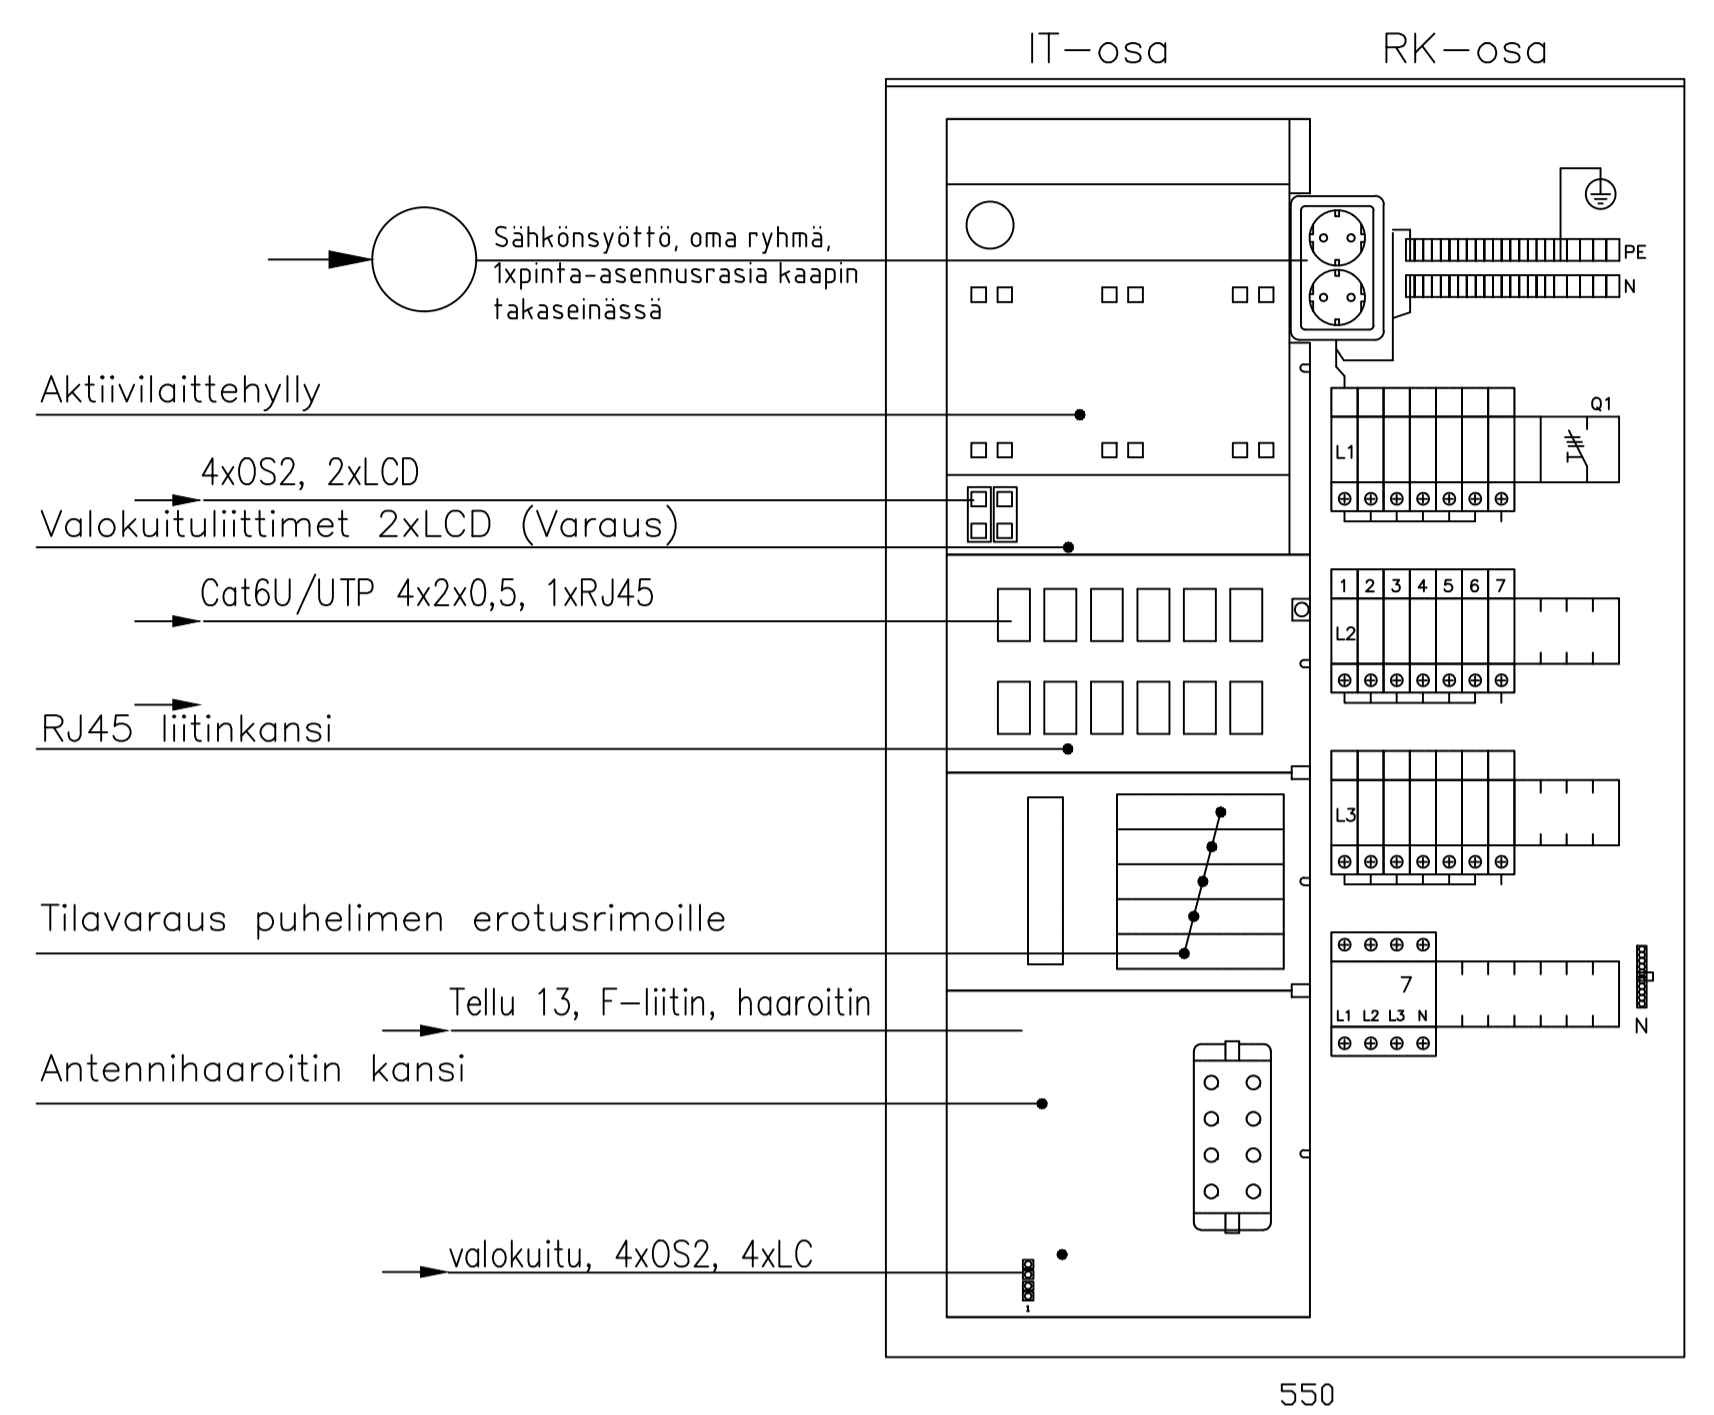 IT-osa
RK-osa
Sähkönsyöttö, oma ryhmä,
1xpinta-asennusrasia kaapin
takaseinässä
PE
N
Aktiivilaittehylly
Q1
L1
4xOS2, 2xLCD
Valokuituliittimet 2xLCD (Varaus)
Cat6U/UTP 4x2x0,5, 1xRJ45
1 2 3 4 5 6 7
L2
RJ45 liitinkansi
L3
Tilavaraus puhelimen erotusrimoille
7
L1 L2 L3 N
N
Tellu 13, F-liitin, haaroitin
Antennihaaroitin kansi
valokuitu, 4xOS2, 4xLC
1
550